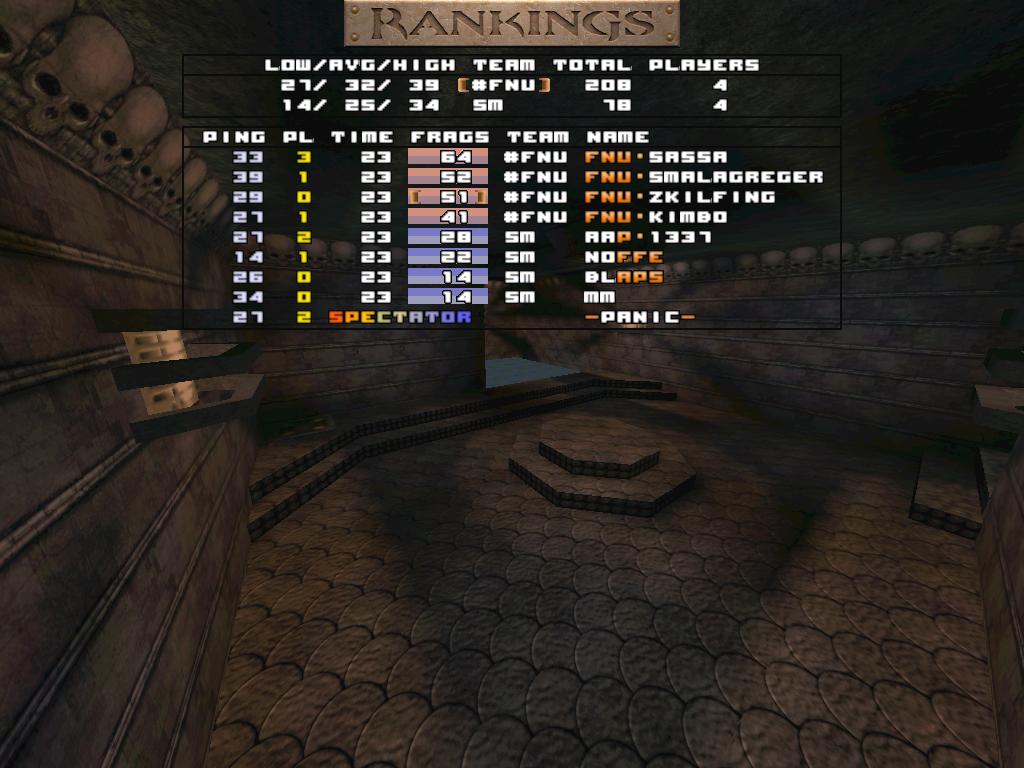 RANKINGS
LOW/AVG/HIGH TEAM TOTAL PLAYERS
27/ 32/ 39 [#FNU] 208 4
14/ 25/ 34 SM 78 4
PING PL TIME FRAGS TEAM NAME
33 3 23 64 #FNU FNU·SASSA
39 1 23 52 #FNU FNU·SMALAGREGER
29 0 23 [51] #FNU FNU·ZKILFING
27 1 23 41 #FNU FNU·KIMBO
27 2 23 28 SM AAP·1337
14 1 23 22 SM NOFFE
26 0 23 14 SM BLAPS
34 0 23 14 SM MM
27 2 SPECTATOR -PANIC-